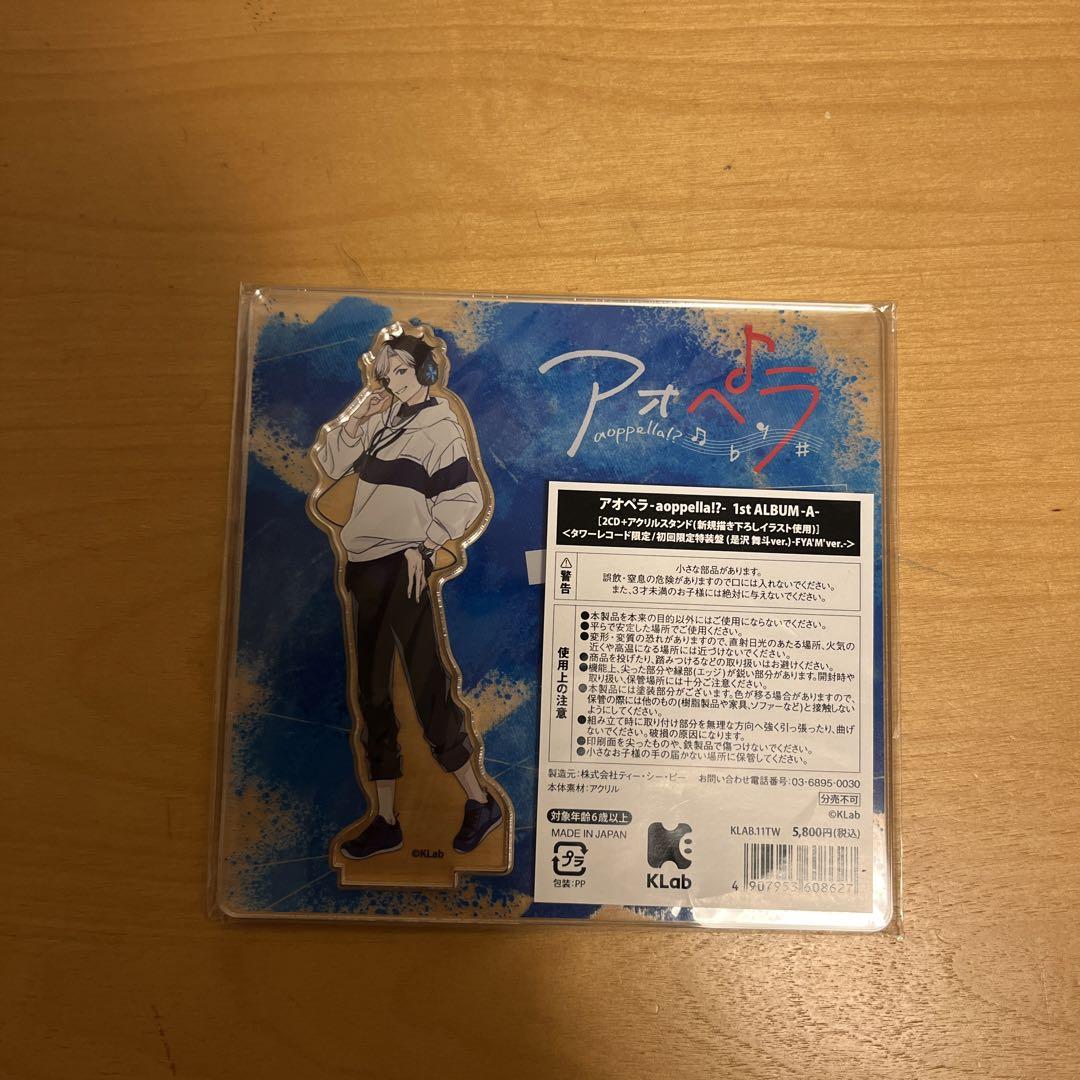 アオペラ
aoppella!?
アオペラ-aoppella!?- 1st ALBUM -A-
[2CD+アクリルスタンド(新規描き下ろしイラスト使用)]
<タワーレコード限定/初回限定特装盤(是沢 舞斗ver.)-FYA'M'ver.->
警告
小さな部品があります。
誤飲・窒息の危険がありますので口には入れないでください。
また、3才未満のお子様には絶対に与えないでください。
使用上の注意
●本製品を本来の目的以外にはご使用にならないでください。
●平らで安定した場所でご使用ください。
●変形・変質の恐れがありますので、直射日光のあたる場所、火気の
近くや高温になる場所には近づけないでください。
●商品を投げたり、踏みつけるなどの取り扱いはお避けください。
●機能上、尖った部分や縁部(エッジ)が鋭い部分があります。開封時や
取り扱い、保管場所には十分ご注意ください。
●本製品には塗装部分がございます。色が移る場合がありますので、
保管の際には他のもの(樹脂製品や家具、ソファーなど)と接触しない
ようにしてください。
●組み立て時に取り付け部分を無理な方向へ強く引っ張ったり、曲げ
ないでください。破損の原因になります。
●印刷面を尖ったものや、鉄製品で傷つけないでください。
●小さなお子様の手の届かない場所に保管してください。
製造元:株式会社ティー・シー・ピー お問い合わせ電話番号:03-6895-0030
本体素材:アクリル
分売不可
©KLab
対象年齢6歳以上
MADE IN JAPAN
KLAB.11TW 5,800円(税込)
プラ
包装:PP
KLab
4 907953 608627
©KLab